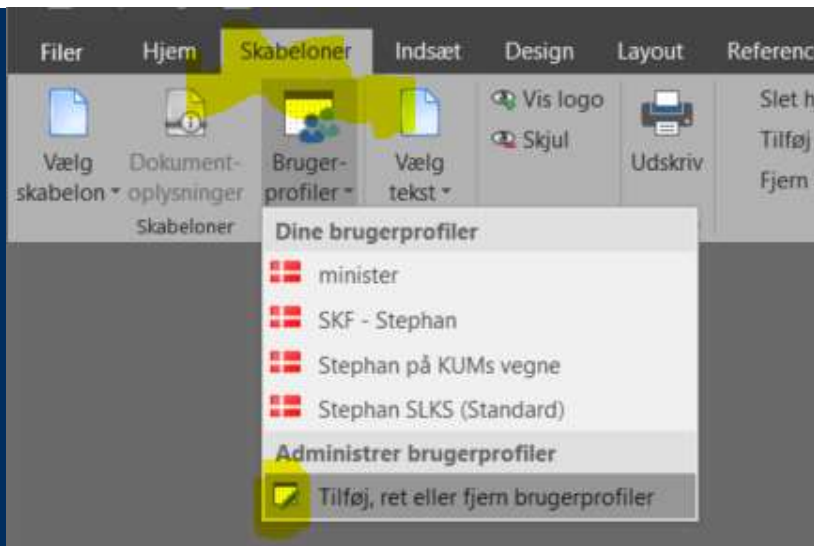 Filer Hjem Skabeloner Indsæt Design Layout Referenc
Vælg skabelon
Dokument-
oplysninger
Bruger-
profiler
Vælg
tekst
Vis logo
Skjul
Udskriv
Slet h
Tilføj
Fjern
Skabeloner
Dine brugerprofiler
minister
SKF - Stephan
Stephan på KUMs vegne
Stephan SLKS (Standard)
Administrer brugerprofiler
Tilføj, ret eller fjern brugerprofiler